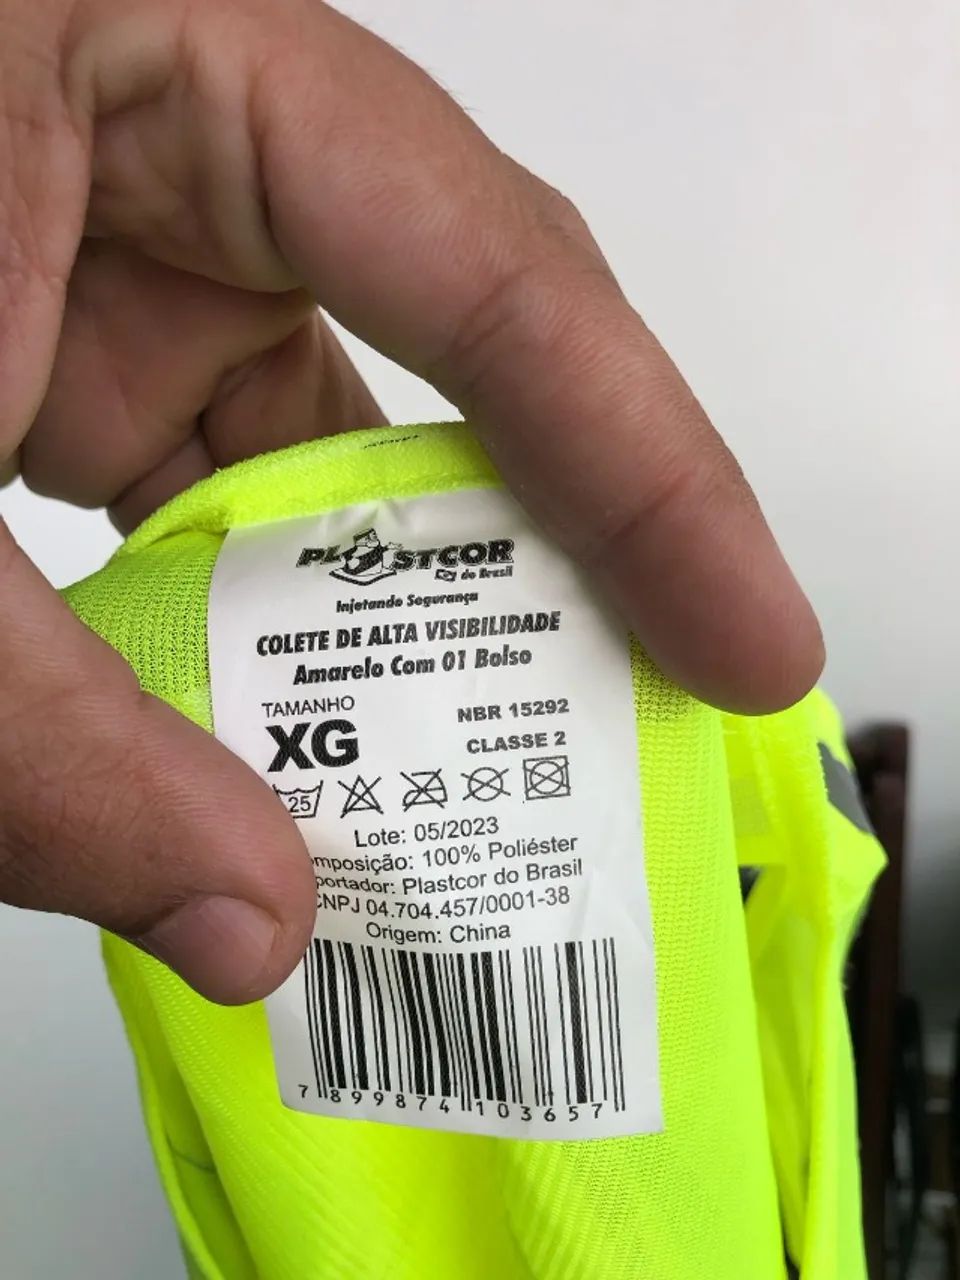 PLASTCOR
do Brasil
Injetando Segurança
COLETE DE ALTA VISIBILIDADE
Amarelo Com 01 Bolso
TAMANHO
XG
NBR 15292
CLASSE 2
25
Lote: 05/2023
mposição: 100% Poliéster
portador: Plastcor do Brasil
CNPJ 04.704.457/0001-38
Origem: China
7 899874 103657